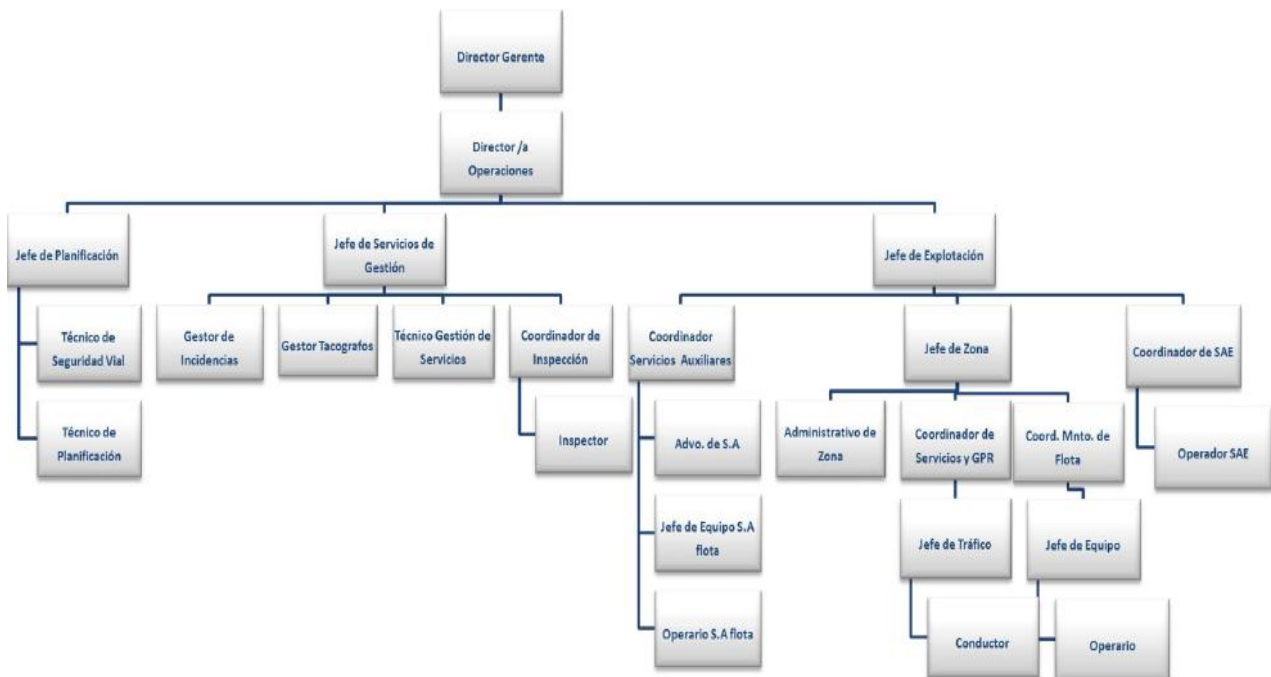 Director Gerente
Director /a
Operaciones
Jefe de Planificación
Jefe de Servicios de
Gestión
Jefe de Explotación
Técnico de
Seguridad Vial
Gestor de
Incidencias
Gestor Tacografos
Técnico Gestión de
Servicios
Coordinador de
Inspección
Coordinador
Servicios Auxiliares
Jefe de Zona
Coordinador de SAE
Técnico de
Planificación
Inspector
Advo. de S.A
Administrativo de
Zona
Coordinador de
Servicios y GPR
Coord. Mnto. de
Flota
Operador SAE
Jefe de Equipo S.A
flota
Jefe de Tráfico
Jefe de Equipo
Operario S.A flota
Conductor
Operario